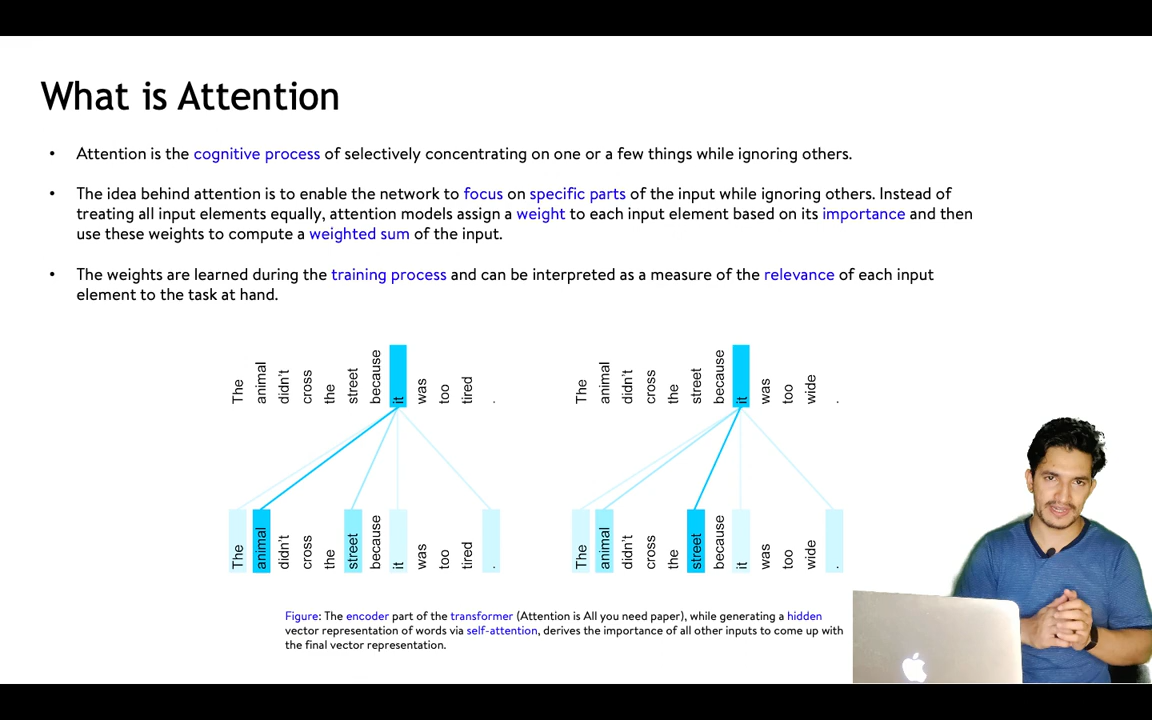 What is Attention
• Attention is the cognitive process of selectively concentrating on one or a few things while ignoring others.
• The idea behind attention is to enable the network to focus on specific parts of the input while ignoring others. Instead of
treating all input elements equally, attention models assign a weight to each input element based on its importance and then
use these weights to compute a weighted sum of the input.
• The weights are learned during the training process and can be interpreted as a measure of the relevance of each input
element to the task at hand.
The animal didn't cross the street because it was too tired .
The animal didn't cross the street because it was too tired .
The animal didn't cross the street because it was too wide .
The animal didn't cross the street because it was too wide .
Figure: The encoder part of the transformer (Attention is All you need paper), while generating a hidden
vector representation of words via self-attention, derives the importance of all other inputs to come up with
the final vector representation.